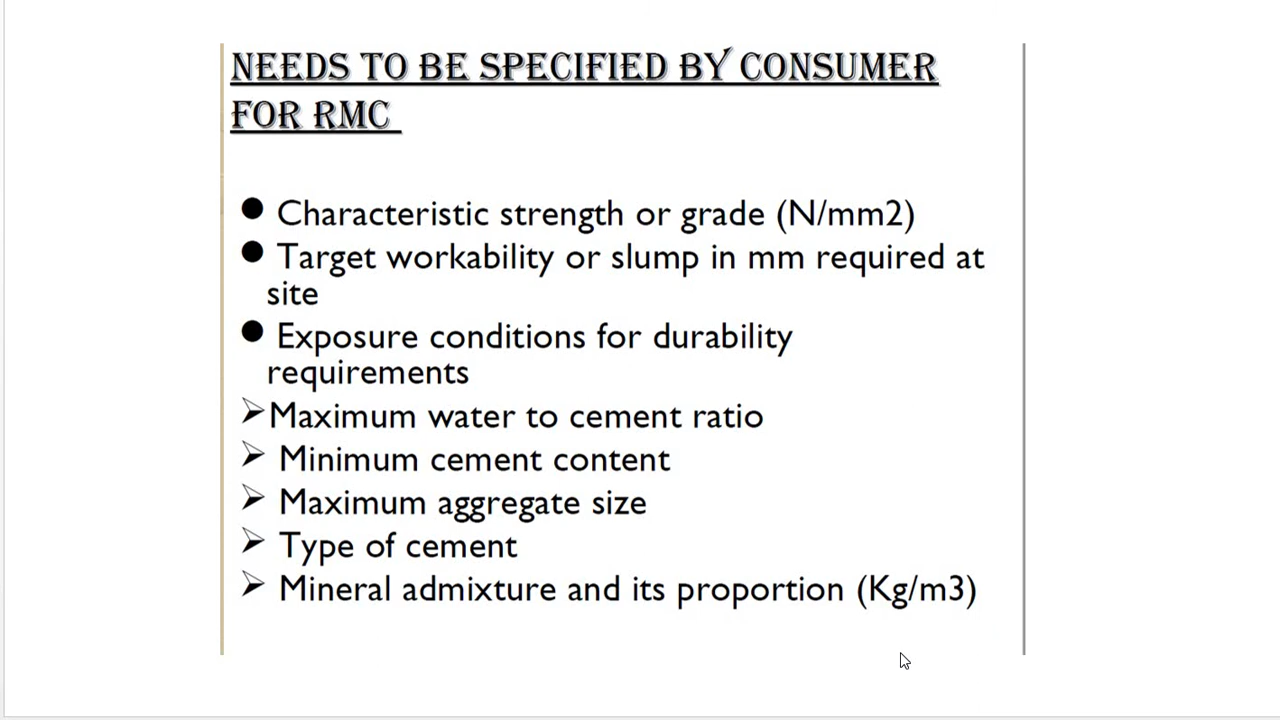 NEEDS TO BE SPECIFIED BY CONSUMER
FOR RMC
● Characteristic strength or grade (N/mm2)
● Target workability or slump in mm required at
site
● Exposure conditions for durability
requirements
➢Maximum water to cement ratio
➢ Minimum cement content
➢ Maximum aggregate size
➢ Type of cement
➢ Mineral admixture and its proportion (Kg/m3)